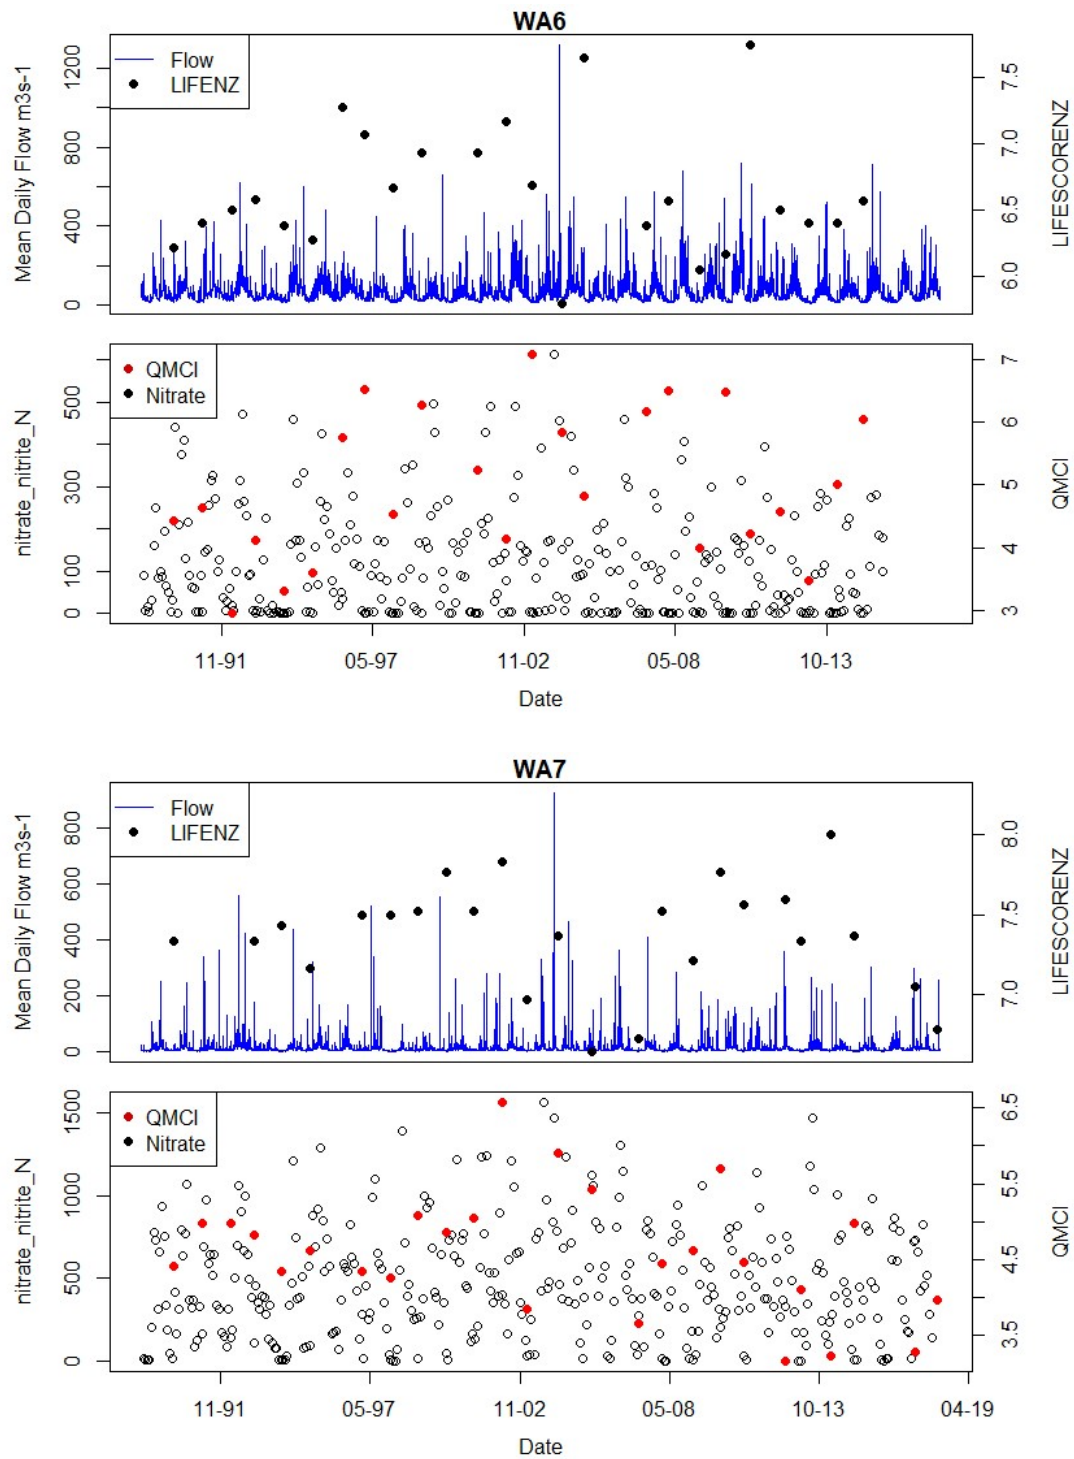 WA6
Flow
LIFENZ
Mean Daily Flow m3s-1
0
400
800
1200
LIFESCORENZ
6.0
6.5
7.0
7.5
QMCI
Nitrate
nitrate_nitrite_N
0
100
300
500
QMCI
3
4
5
6
7
11-91
05-97
11-02
05-08
10-13
Date
WA7
Flow
LIFENZ
Mean Daily Flow m3s-1
0
200
400
600
800
LIFESCORENZ
7.0
7.5
8.0
QMCI
Nitrate
nitrate_nitrite_N
0
500
1000
1500
QMCI
3.5
4.5
5.5
6.5
11-91
05-97
11-02
05-08
10-13
04-19
Date